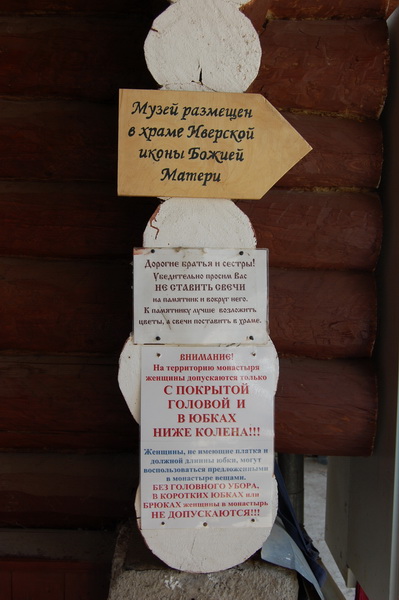 Музей размещен
в храме Иверской
иконы Божией
Матери
Дорогие братья и сестры!
Убедительно просим Вас
НЕ СТАВИТЬ СВЕЧИ
на памятник и вокруг него.
К памятнику лучше возложить
цветы, а свечи поставить в храме.
ВНИМАНИЕ!
На территорию монастыря
женщины допускаются только
С ПОКРЫТОЙ
ГОЛОВОЙ И
В ЮБКАХ
НИЖЕ КОЛЕНА!!!
Женщины, не имеющие платка и
должной длинны юбки, могут
воспользоваться предложенными
в монастыре вещами.
БЕЗ ГОЛОВНОГО УБОРА,
В КОРОТКИХ ЮБКАХ или
БРЮКАХ женщины в монастырь
НЕ ДОПУСКАЮТСЯ!!!